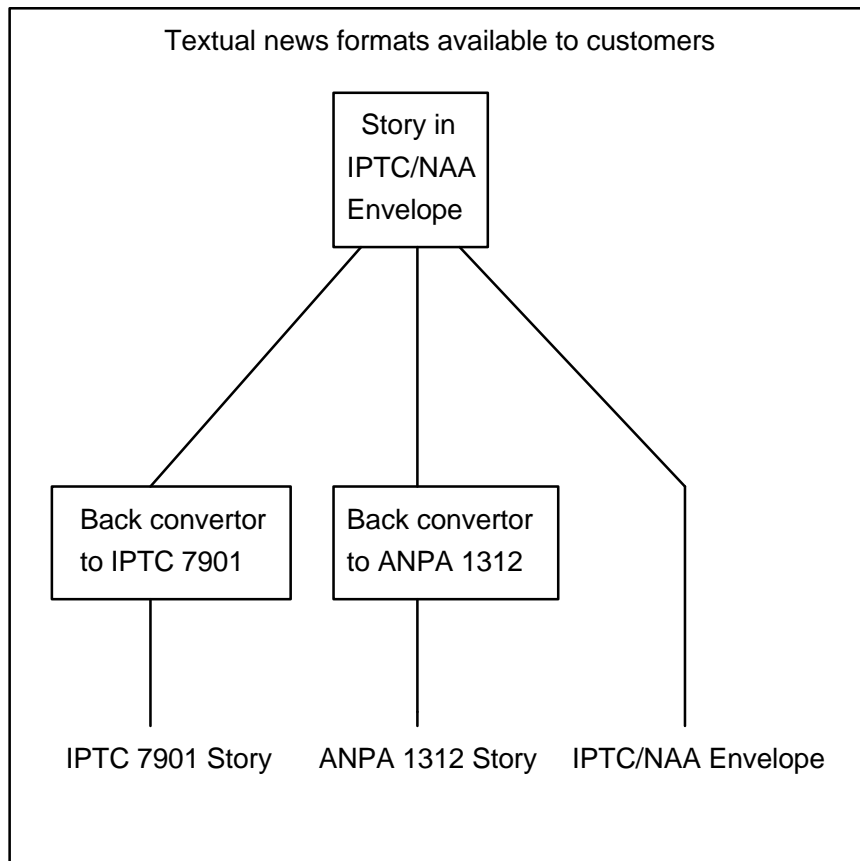 Textual news formats available to customers
Story in
IPTC/NAA
Envelope
Back convertor
to IPTC 7901
Back convertor
to ANPA 1312
IPTC 7901 Story
ANPA 1312 Story
IPTC/NAA Envelope